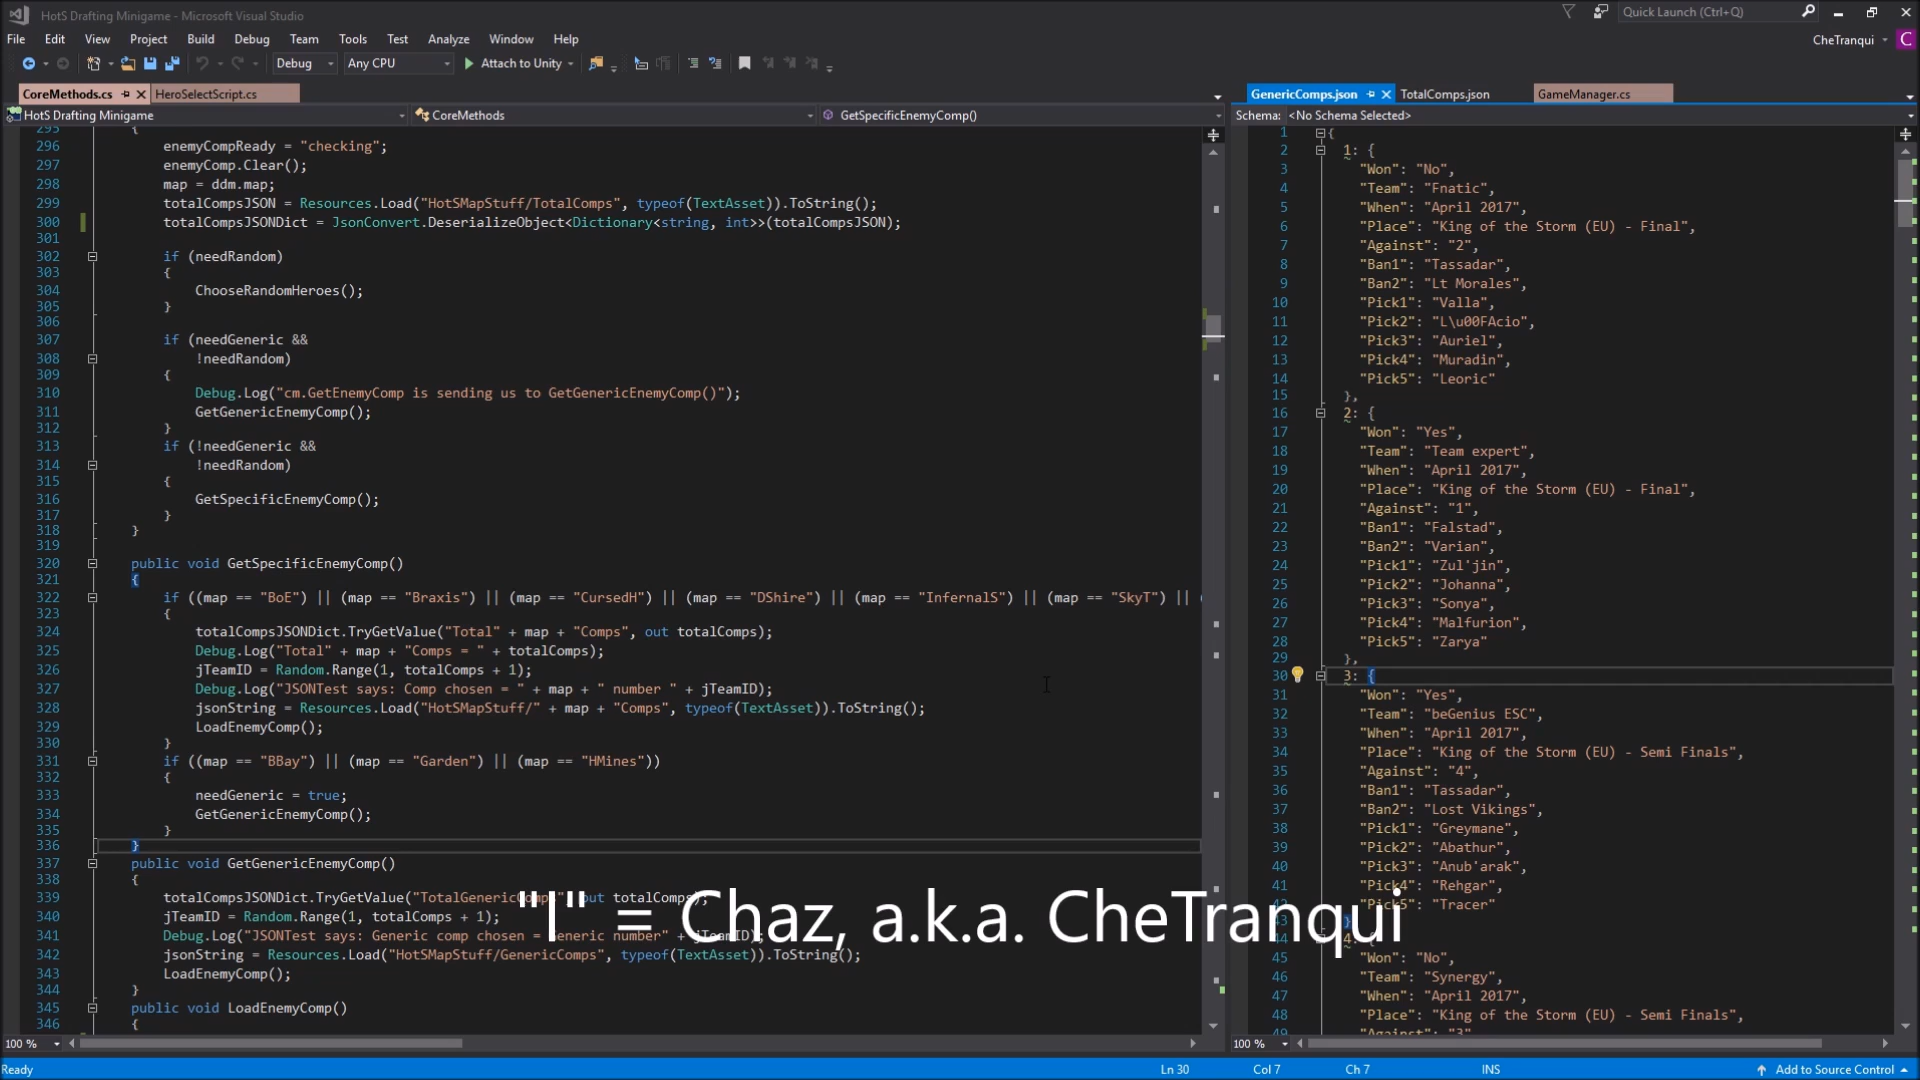 HotS Drafting Minigame - Microsoft Visual Studio
Quick Launch (Ctrl+Q)
File Edit View Project Build Debug Team Tools Test Analyze Window Help
CheTranqui C
Debug Any CPU Attach to Unity
CoreMethods.cs HeroSelectScript.cs
HotS Drafting Minigame CoreMethods GetSpecificEnemyComp()
295 {
296 enemyCompReady = "checking";
297 enemyComp.Clear();
298 map = ddm.map;
299 totalCompsJSON = Resources.Load("HotSMapStuff/TotalComps", typeof(TextAsset)).ToString();
300 totalCompsJSONDict = JsonConvert.DeserializeObject<Dictionary<string, int>>(totalCompsJSON);
301
302 if (needRandom)
303 {
304 ChooseRandomHeroes();
305 }
306
307 if (needGeneric &&
308 !needRandom)
309 {
310 Debug.Log("cm.GetEnemyComp is sending us to GetGenericEnemyComp()");
311 GetGenericEnemyComp();
312 }
313 if (!needGeneric &&
314 !needRandom)
315 {
316 GetSpecificEnemyComp();
317 }
318 }
319
320 public void GetSpecificEnemyComp()
321 {
322 if ((map == "BoE") || (map == "Braxis") || (map == "CursedH") || (map == "DShire") || (map == "InfernalS") || (map == "SkyT") ||
323 {
324 totalCompsJSONDict.TryGetValue("Total" + map + "Comps", out totalComps);
325 Debug.Log("Total" + map + "Comps = " + totalComps);
326 jTeamID = Random.Range(1, totalComps + 1);
327 Debug.Log("JSONTest says: Comp chosen = " + map + " number " + jTeamID);
328 jsonString = Resources.Load("HotSMapStuff/" + map + "Comps", typeof(TextAsset)).ToString();
329 LoadEnemyComp();
330 }
331 if ((map == "BBay") || (map == "Garden") || (map == "HMines"))
332 {
333 needGeneric = true;
334 GetGenericEnemyComp();
335 }
336 }
337 public void GetGenericEnemyComp()
338 {
339 totalCompsJSONDict.TryGetValue("TotalGenericComps", out totalComps);
340 jTeamID = Random.Range(1, totalComps + 1);
341 Debug.Log("JSONTest says: Generic comp chosen = Generic number" + jTeamID);
342 jsonString = Resources.Load("HotSMapStuff/GenericComps", typeof(TextAsset)).ToString();
343 LoadEnemyComp();
344 }
345 public void LoadEnemyComp()
346 {
100 %
GenericComps.json TotalComps.json GameManager.cs
Schema: <No Schema Selected>
1 {
2 1: {
3 "Won": "No",
4 "Team": "Fnatic",
5 "When": "April 2017",
6 "Place": "King of the Storm (EU) - Final",
7 "Against": "2",
8 "Ban1": "Tassadar",
9 "Ban2": "Lt Morales",
10 "Pick1": "Valla",
11 "Pick2": "L\u00FAcio",
12 "Pick3": "Auriel",
13 "Pick4": "Muradin",
14 "Pick5": "Leoric"
15 },
16 2: {
17 "Won": "Yes",
18 "Team": "Team expert",
19 "When": "April 2017",
20 "Place": "King of the Storm (EU) - Final",
21 "Against": "1",
22 "Ban1": "Falstad",
23 "Ban2": "Varian",
24 "Pick1": "Zul'jin",
25 "Pick2": "Johanna",
26 "Pick3": "Sonya",
27 "Pick4": "Malfurion",
28 "Pick5": "Zarya"
29 },
30 3: {
31 "Won": "Yes",
32 "Team": "beGenius ESC",
33 "When": "April 2017",
34 "Place": "King of the Storm (EU) - Semi Finals",
35 "Against": "4",
36 "Ban1": "Tassadar",
37 "Ban2": "Lost Vikings",
38 "Pick1": "Greymane",
39 "Pick2": "Abathur",
40 "Pick3": "Anub'arak",
41 "Pick4": "Rehgar",
42 "Pick5": "Tracer"
43 },
44 4: {
45 "Won": "No",
46 "Team": "Synergy",
47 "When": "April 2017",
48 "Place": "King of the Storm (EU) - Semi Finals",
49 "Against": "3"
100 %
"I" = Chaz, a.k.a. CheTranqui
Ready Ln 30 Col 7 Ch 7 INS Add to Source Control